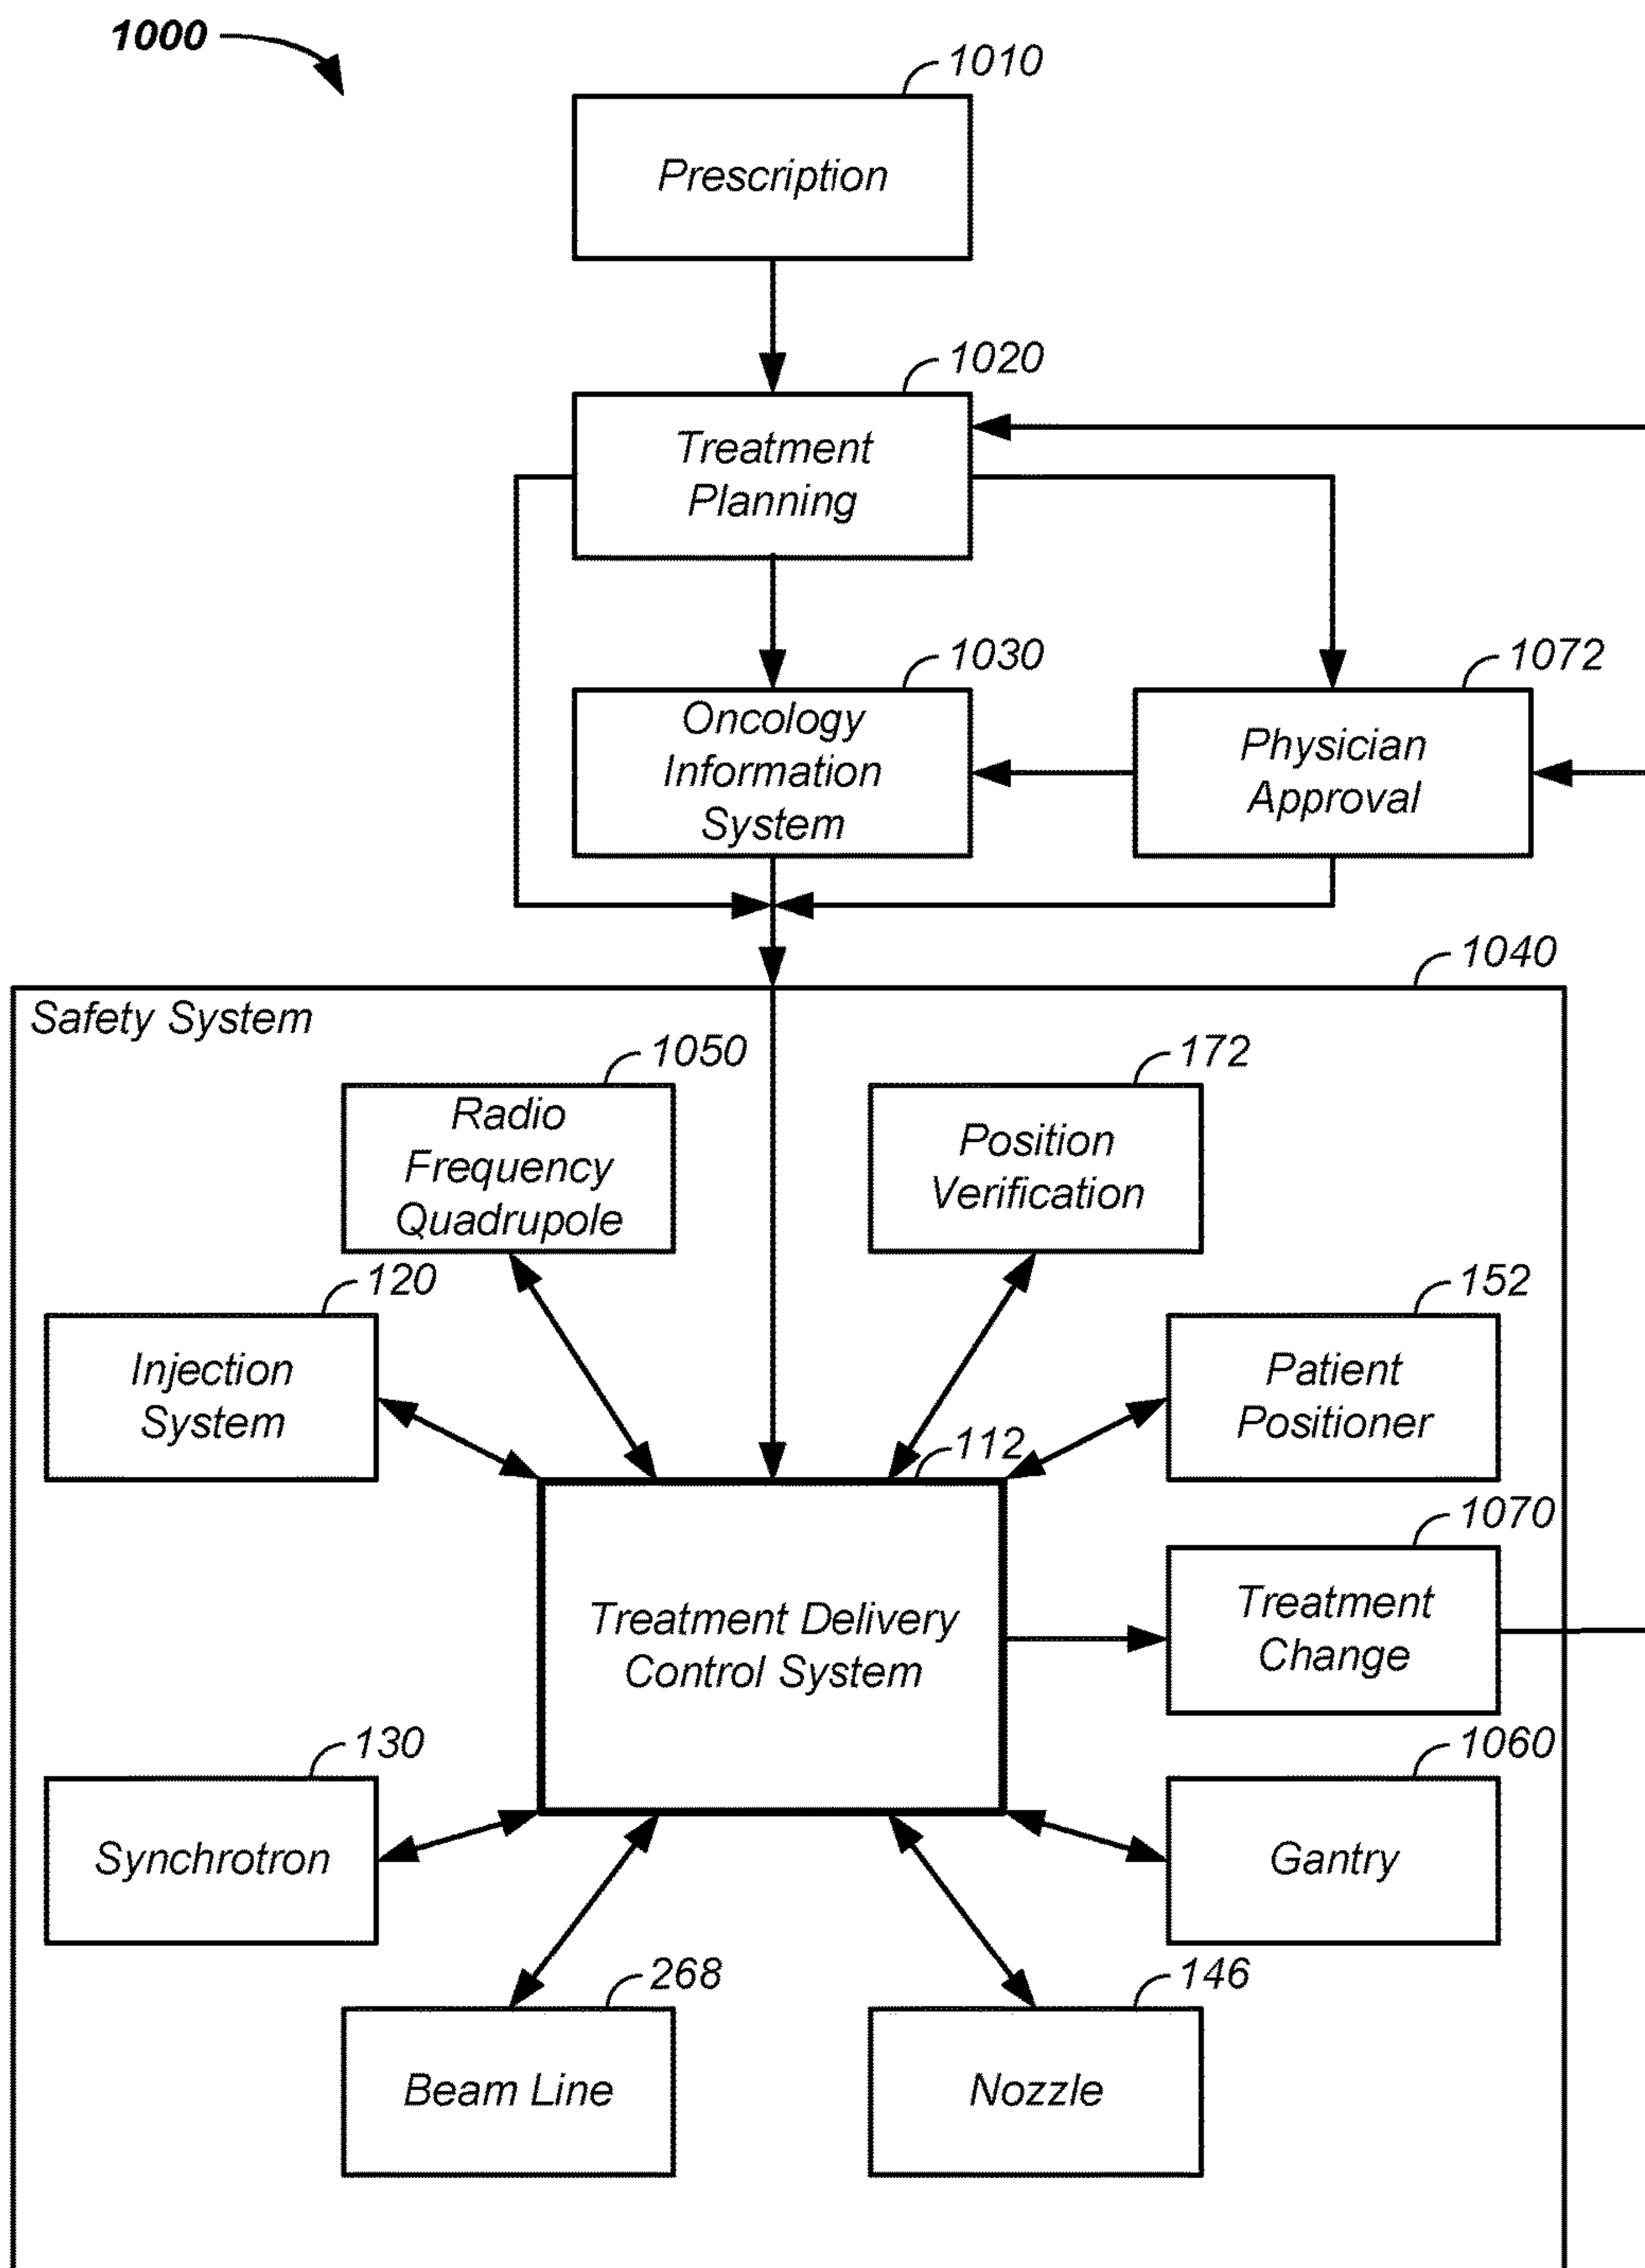 1000
1010
Prescription
1020
Treatment
Planning
1030
Oncology
Information
System
1072
Physician
Approval
1040
Safety System
1050
Radio
Frequency
Quadrupole
172
Position
Verification
120
Injection
System
152
Patient
Positioner
112
Treatment Delivery
Control System
1070
Treatment
Change
130
Synchrotron
1060
Gantry
268
Beam Line
146
Nozzle